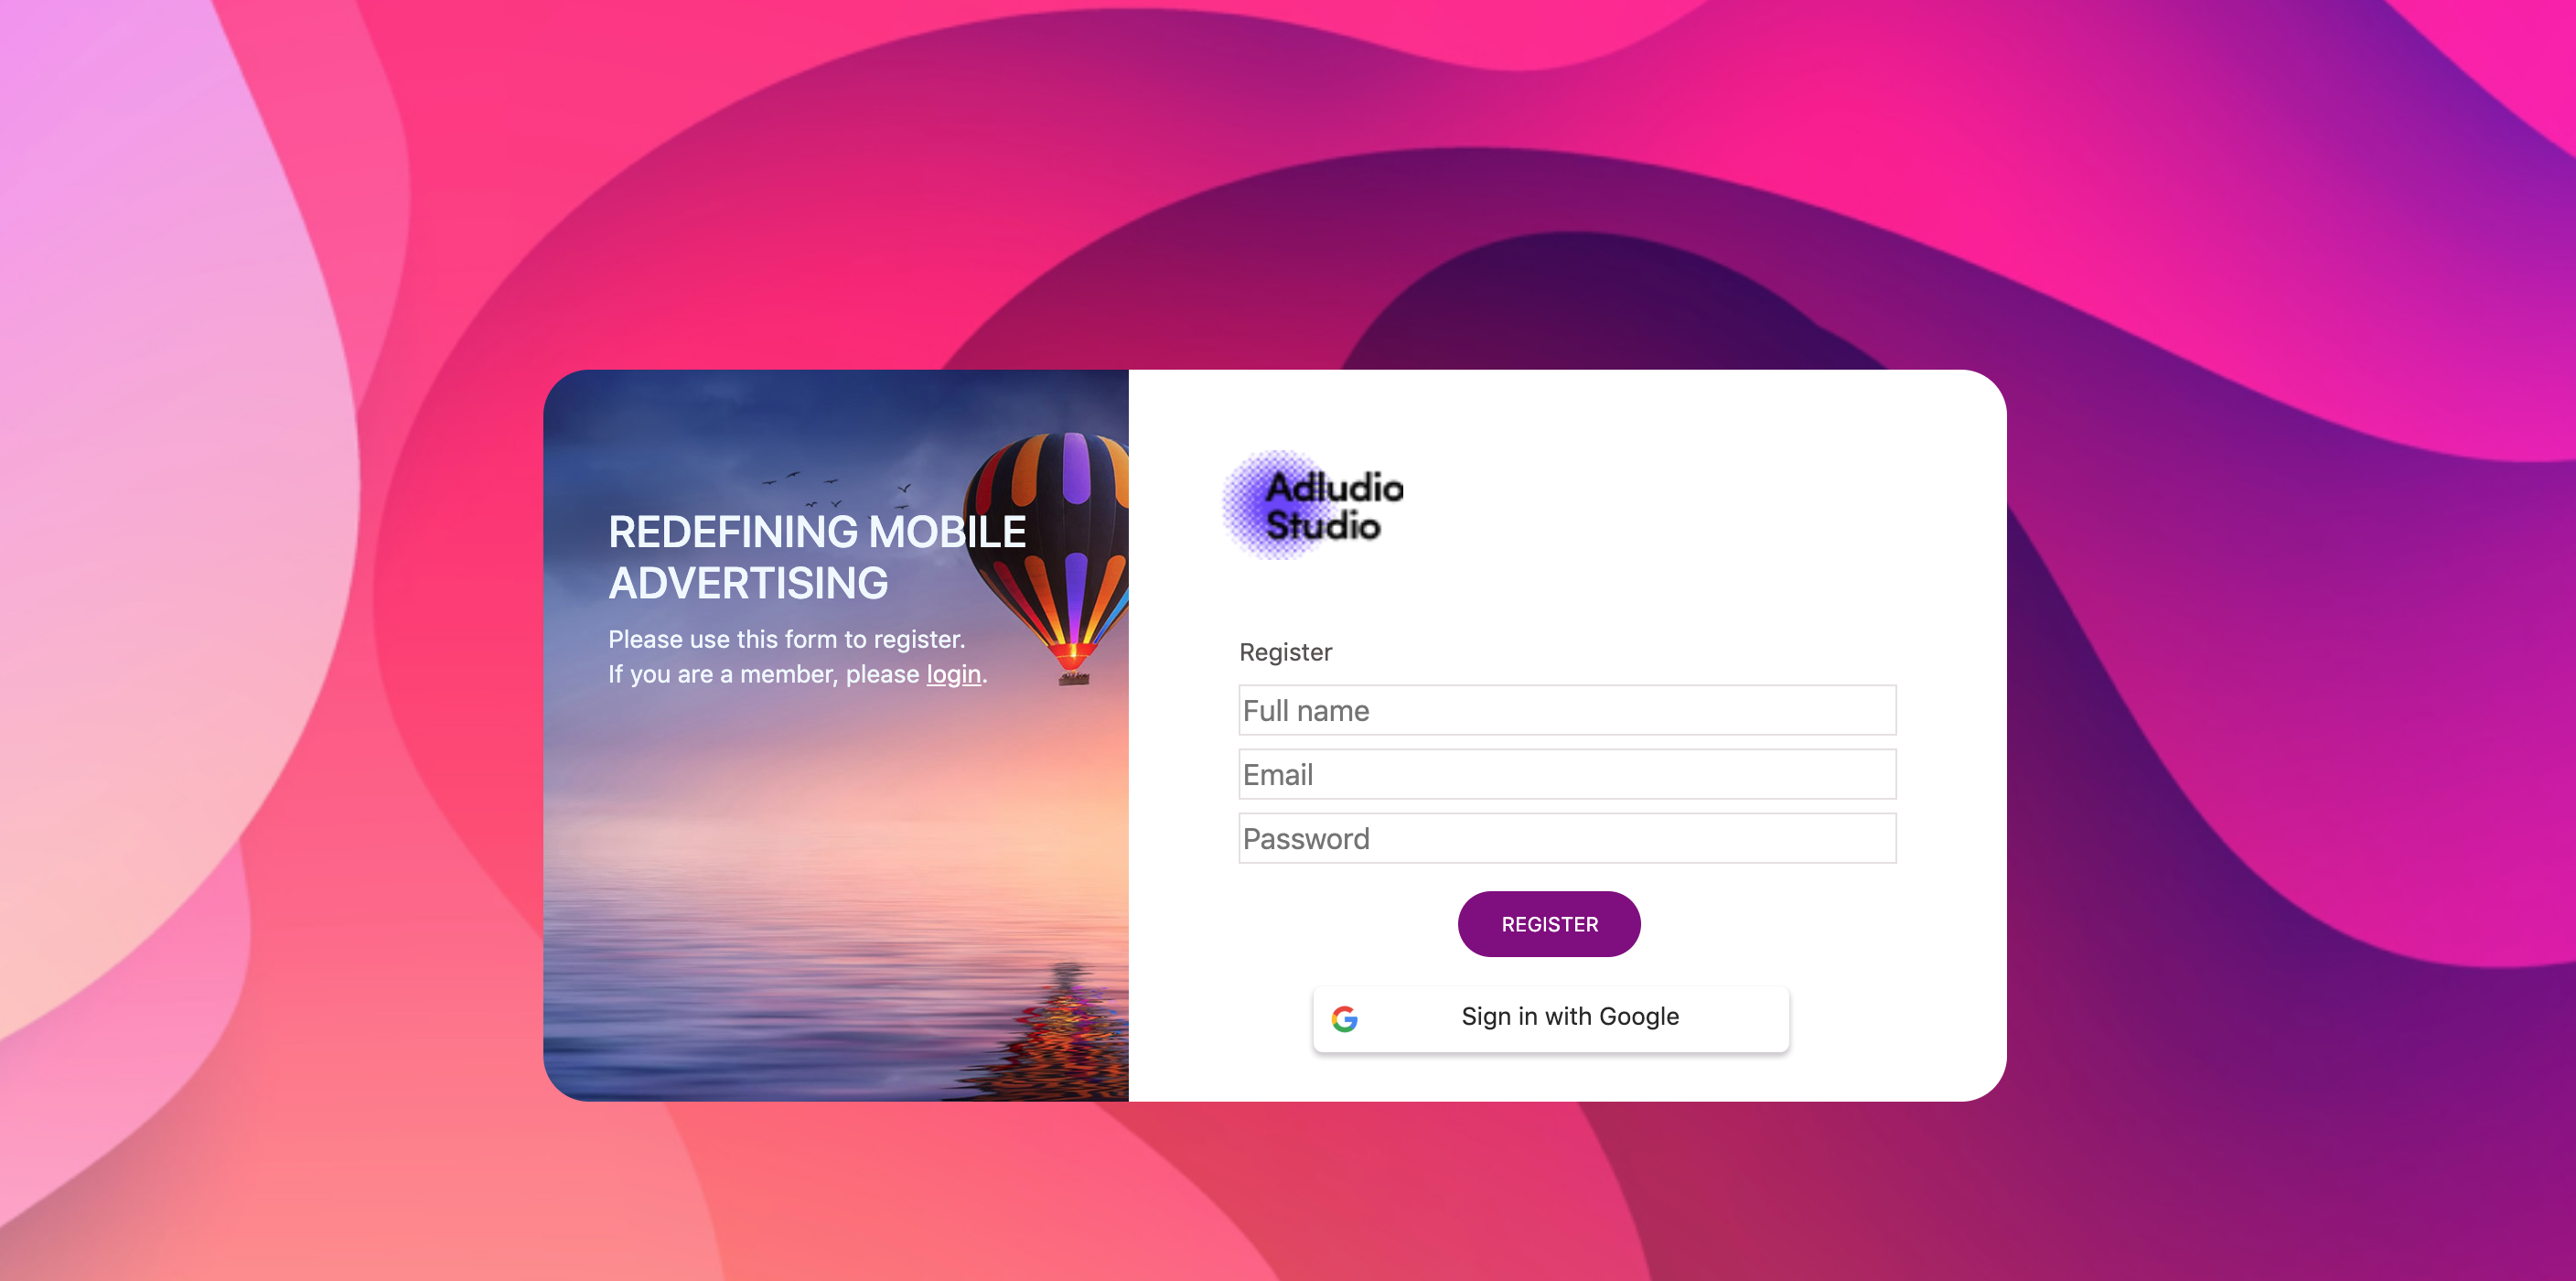 REDEFINING MOBILE
ADVERTISING
Please use this form to register.
If you are a member, please login.
Adludio
Studio
Register
Full name
Email
Password
REGISTER
Sign in with Google